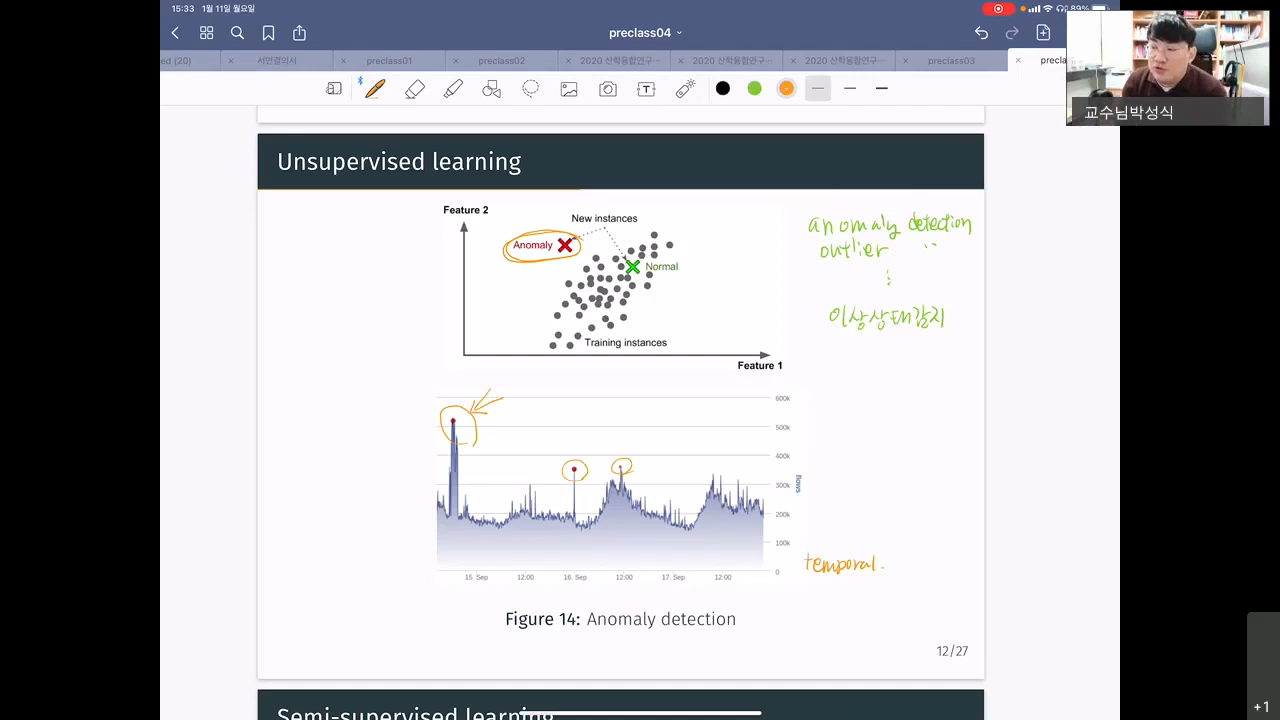 15:33 1월 11일 월요일
89%
preclass04
ed (20)
서면결의서
preclass01
preclass02
2020 산학융합연구…
2020 산학융합연구…
2020 산학융합연구…
preclass03
precla
교수님박성식
Unsupervised learning
Feature 2
New instances
Anomaly
Normal
Training instances
Feature 1
anomaly detection
outlier "
⋮
이상상태감지
600k
500k
400k
300k
200k
100k
0
flows
15. Sep
12:00
16. Sep
12:00
17. Sep
12:00
temporal.
Figure 14: Anomaly detection
12/27
Semi-supervised learning
+1